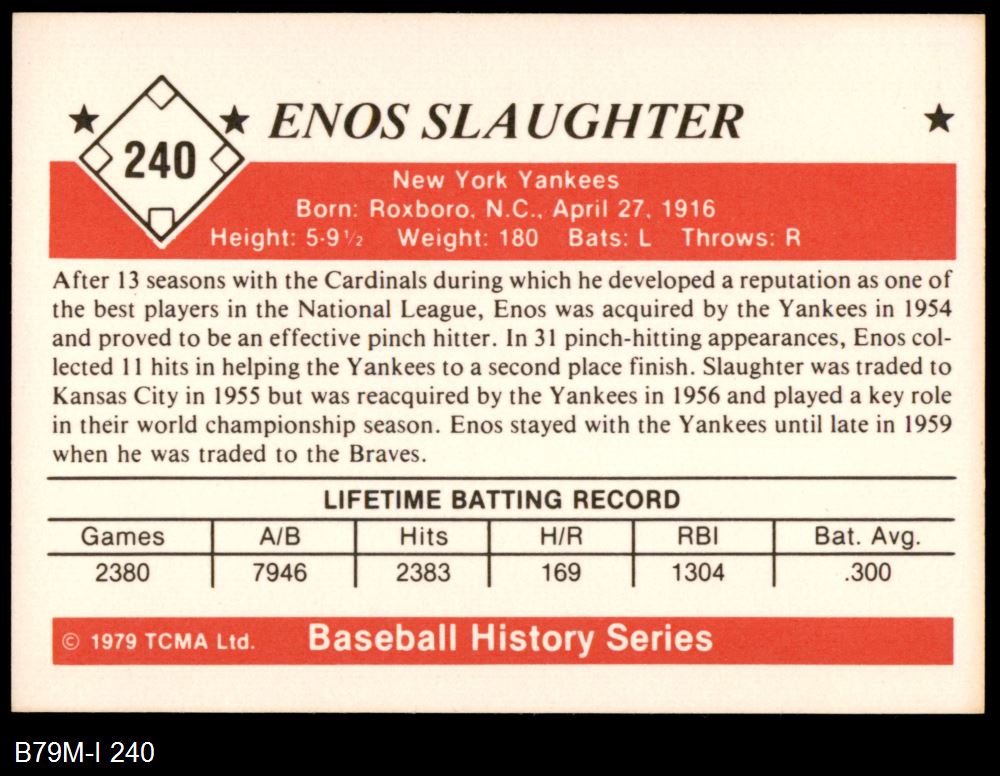 240
ENOS SLAUGHTER
New York Yankees
Born: Roxboro, N.C., April 27, 1916
Height: 5-9 1/2 Weight: 180 Bats: L Throws: R
After 13 seasons with the Cardinals during which he developed a reputation as one of
the best players in the National League, Enos was acquired by the Yankees in 1954
and proved to be an effective pinch hitter. In 31 pinch-hitting appearances, Enos col-
lected 11 hits in helping the Yankees to a second place finish. Slaughter was traded to
Kansas City in 1955 but was reacquired by the Yankees in 1956 and played a key role
in their world championship season. Enos stayed with the Yankees until late in 1959
when he was traded to the Braves.
LIFETIME BATTING RECORD
Games A/B Hits H/R RBI Bat. Avg.
2380 7946 2383 169 1304 .300
© 1979 TCMA Ltd. Baseball History Series
B79M-I 240